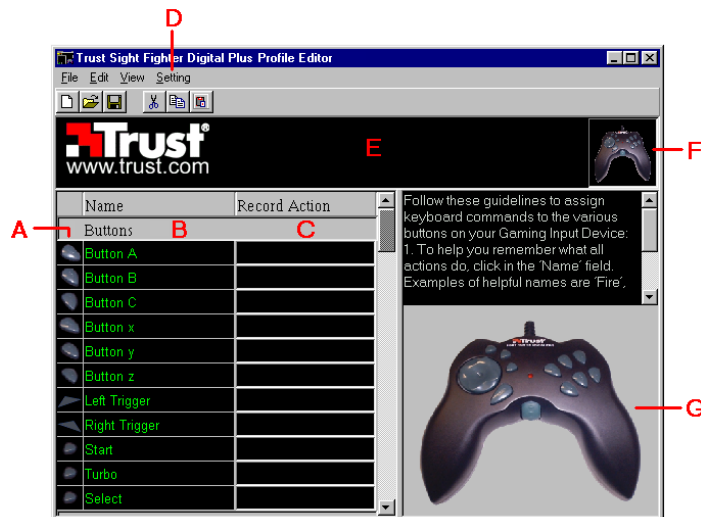 D
Trust Sight Fighter Digital Plus Profile Editor
File Edit View Setting
Trust®
www.trust.com
E
F
Name Record Action
A
Buttons B C
Button A
Button B
Button C
Button x
Button y
Button z
Left Trigger
Right Trigger
Start
Turbo
Select
Follow these guidelines to assign
keyboard commands to the various
buttons on your Gaming Input Device:
1. To help you remember what all
actions do, click in the 'Name' field.
Examples of helpful names are 'Fire',
Trust
G